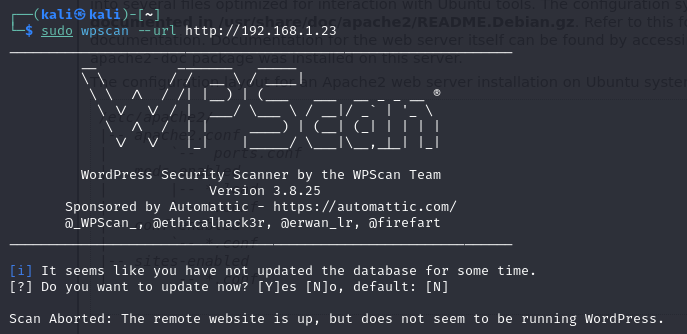 (kali㉿kali)-[~]
$ sudo wpscan --url http://192.168.1.23
WPScan ®
WordPress Security Scanner by the WPScan Team
Version 3.8.25
Sponsored by Automattic - https://automattic.com/
@_WPScan_, @ethicalhack3r, @erwan_lr, @firefart
[i] It seems like you have not updated the database for some time.
[?] Do you want to update now? [Y]es [N]o, default: [N]
Scan Aborted: The remote website is up, but does not seem to be running WordPress.